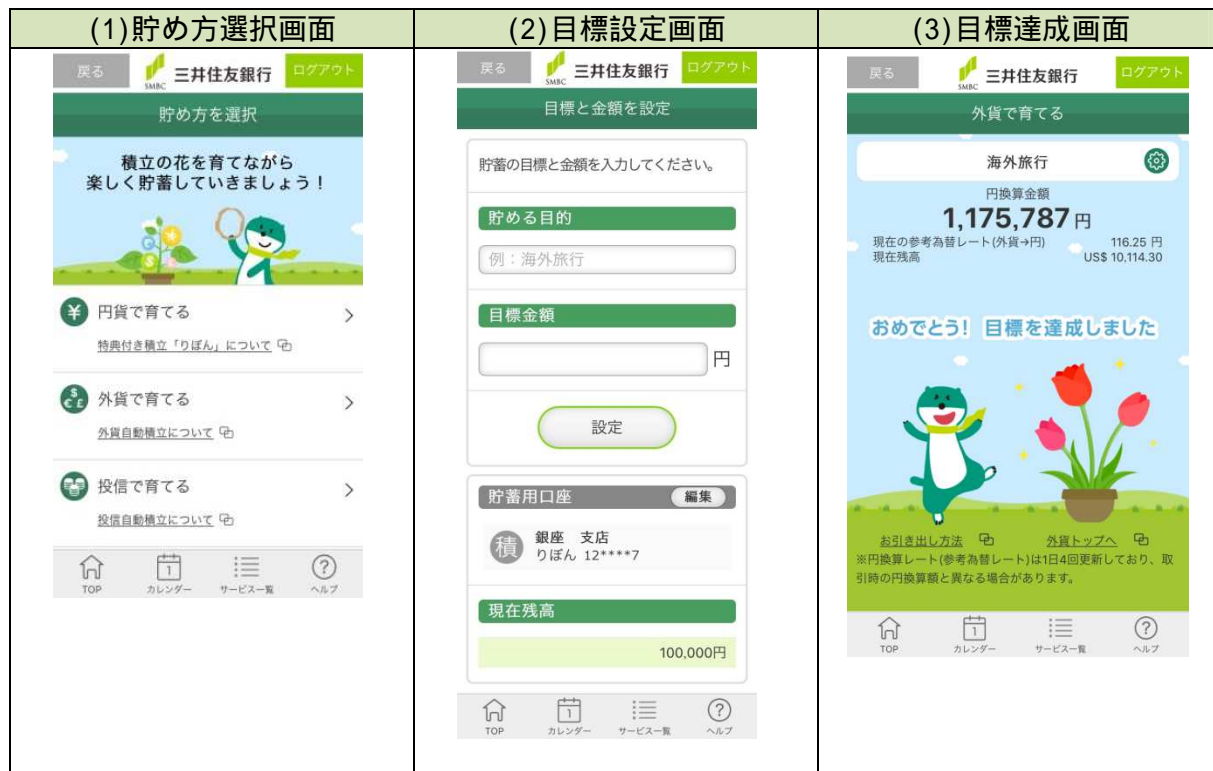 (1)貯め方選択画面
戻る
SMBC
三井住友銀行
ログアウト
貯め方を選択
積立の花を育てながら
楽しく貯蓄していきましょう！
¥
円貨で育てる
特典付き積立「りぼん」について
$
€ £
外貨で育てる
外貨自動積立について
投信で育てる
投信自動積立について
1
TOP カレンダー サービス一覧 ヘルプ
?
(2)目標設定画面
戻る
SMBC
三井住友銀行
ログアウト
目標と金額を設定
貯蓄の目標と金額を入力してください。
貯める目的
例：海外旅行
目標金額
円
設定
貯蓄用口座 編集
積
銀座 支店
りぼん 12****7
現在残高
100,000円
1
?
TOP カレンダー サービス一覧 ヘルプ
(3)目標達成画面
戻る
SMBC
三井住友銀行
ログアウト
外貨で育てる
海外旅行
円換算金額
1,175,787 円
現在の参考為替レート(外貨→円) 116.25 円
現在残高 US$ 10,114.30
おめでとう! 目標を達成しました
お引き出し方法 外貨トップへ
※円換算レート(参考為替レート)は1日4回更新しており、取
引時の円換算額と異なる場合があります。
1
?
TOP カレンダー サービス一覧 ヘルプ